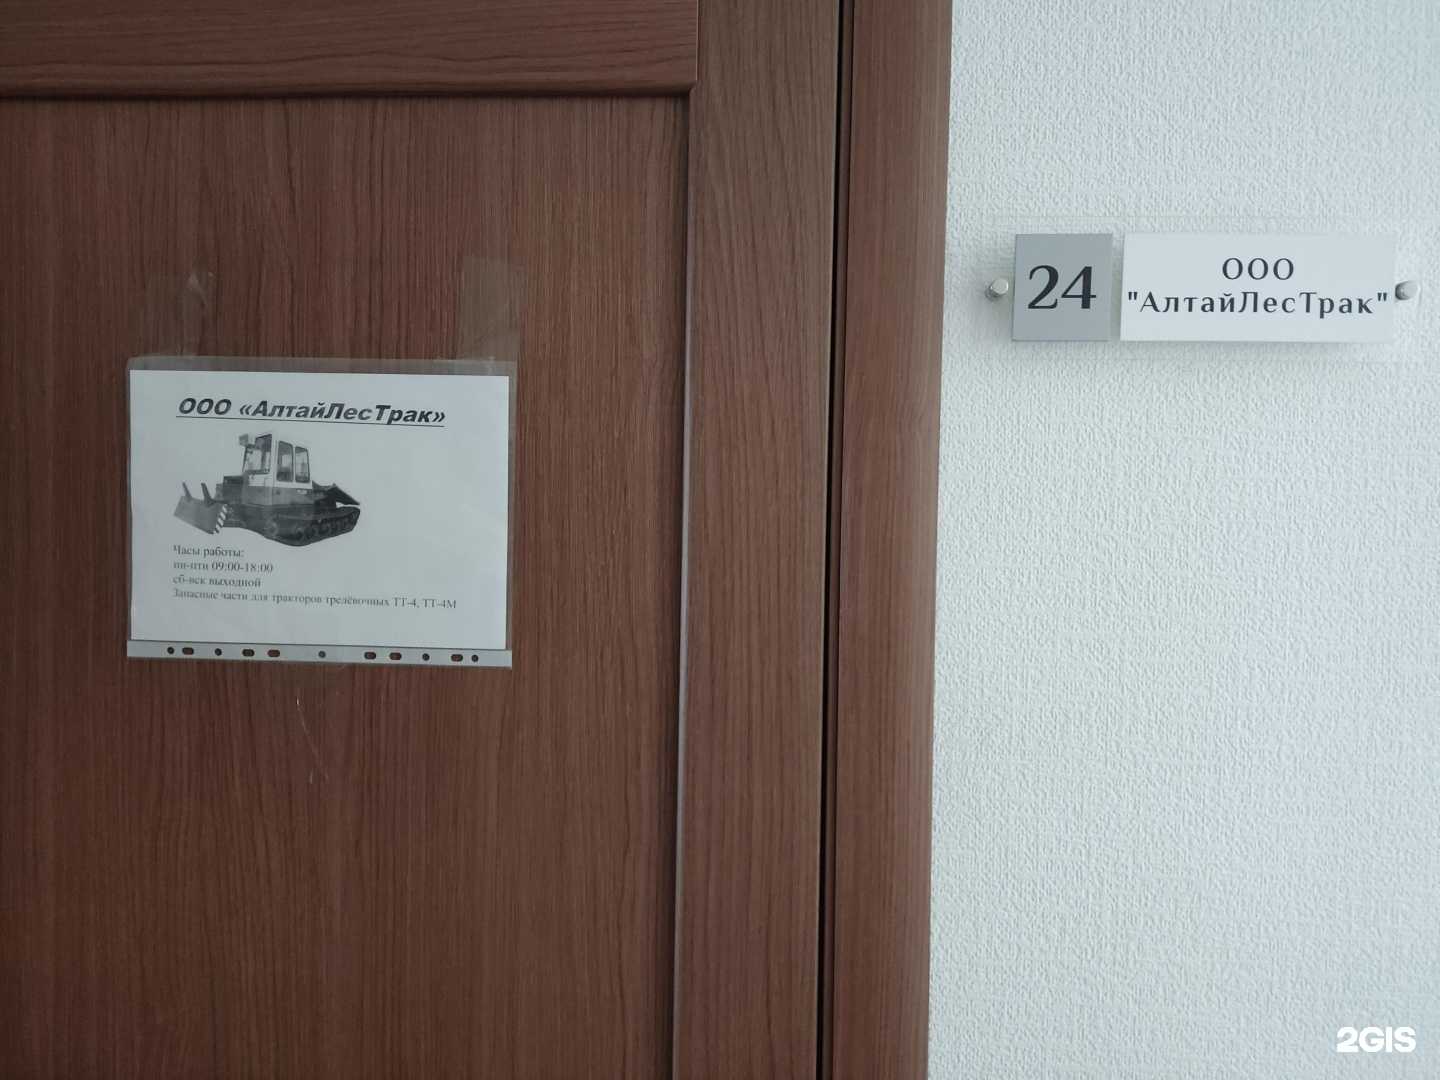 ООО «АлтайЛесТрак»
Часы работы:
пн-птн 09:00-18:00
сб-вск выходной
Запасные части для тракторов трелёвочных ТТ-4, ТТ-4М
24
ООО
"АлтайЛесТрак"
2GIS